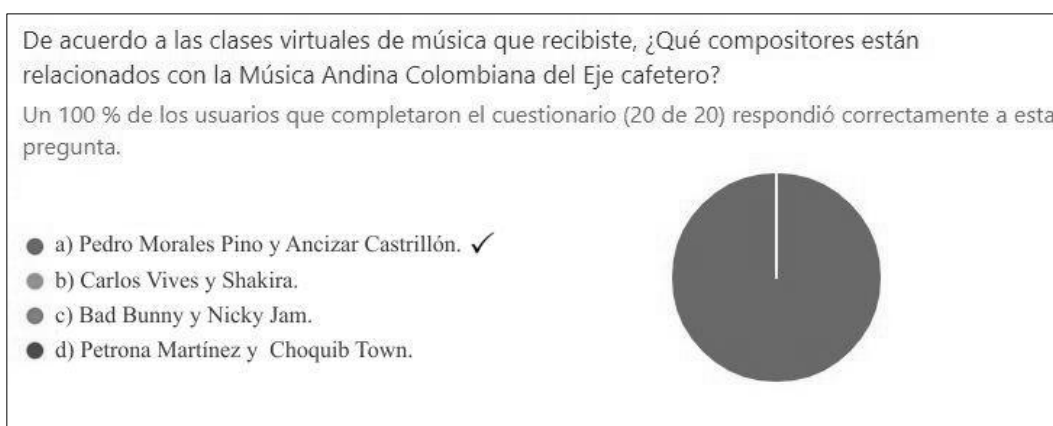 De acuerdo a las clases virtuales de música que recibiste, ¿Qué compositores están
relacionados con la Música Andina Colombiana del Eje cafetero?
Un 100 % de los usuarios que completaron el cuestionario (20 de 20) respondió correctamente a esta
pregunta.
a) Pedro Morales Pino y Ancizar Castrillón. ✓
b) Carlos Vives y Shakira.
c) Bad Bunny y Nicky Jam.
d) Petrona Martínez y Choquib Town.